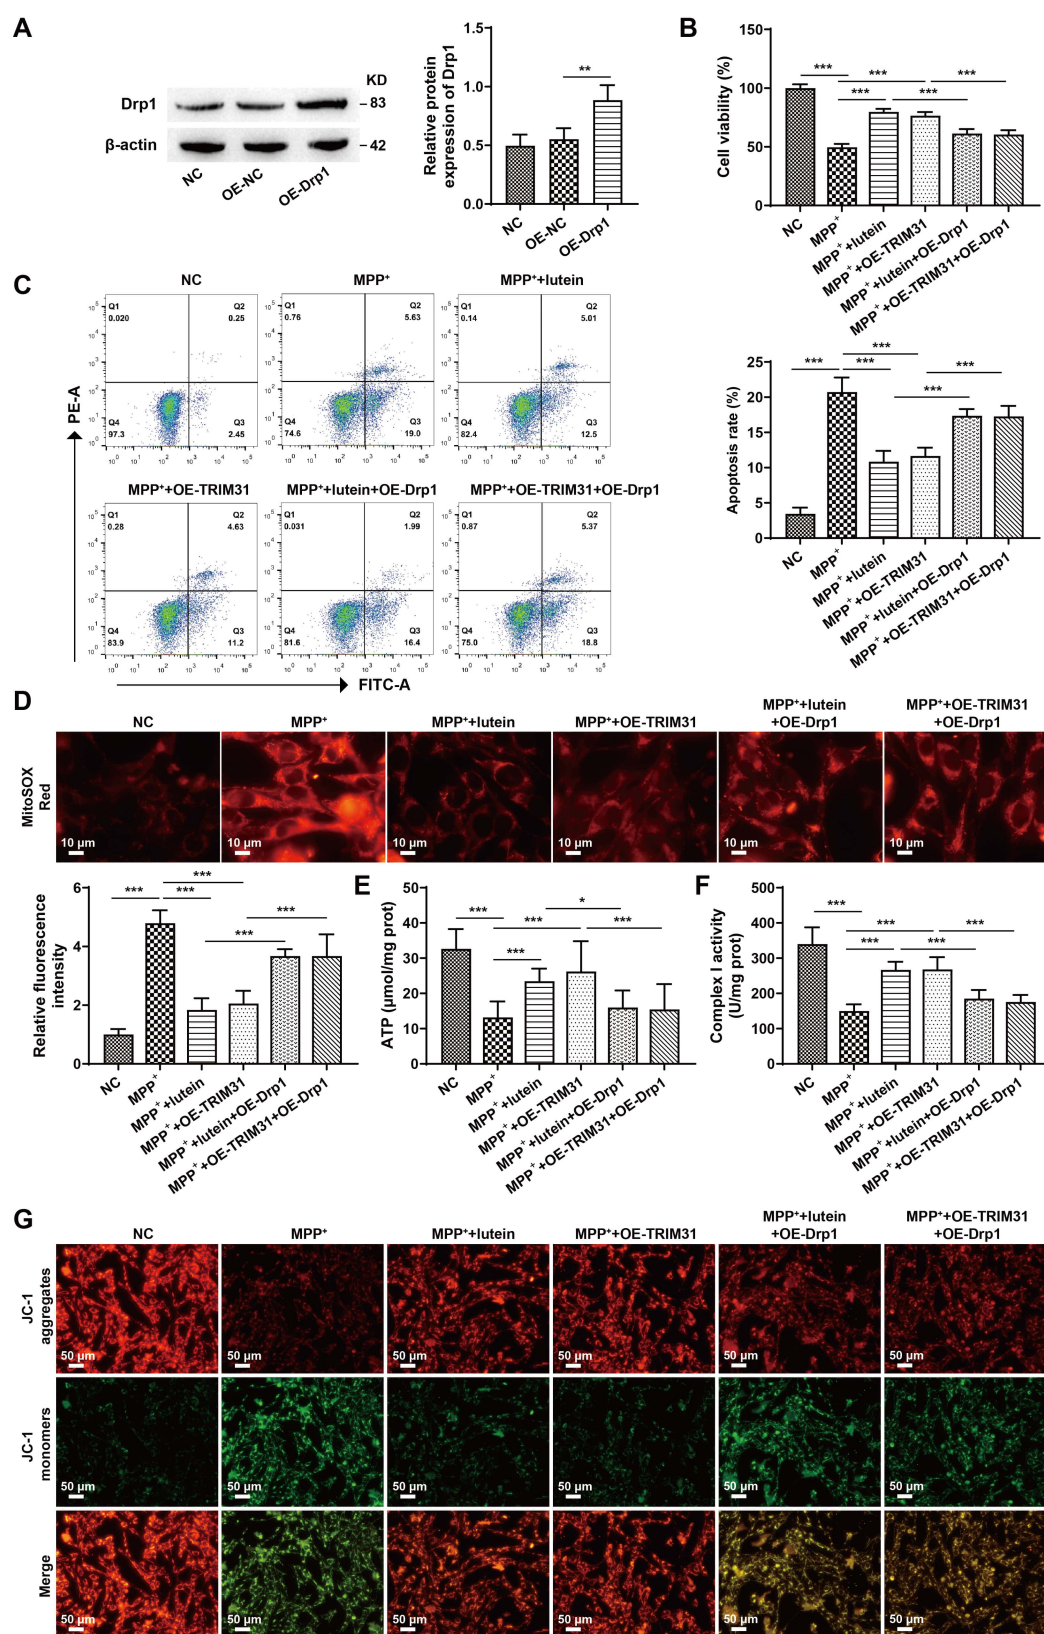 A
KD
Drp1
83
β-actin
42
NC
OE-NC
OE-Drp1
Relative protein
expression of Drp1
1.5
1.0
0.5
0.0
**
NC
OE-NC
OE-Drp1
B
Cell viability (%)
150
100
50
0
***
***
***
***
***
NC
MPP⁺
MPP⁺+lutein
MPP⁺+OE-TRIM31
MPP⁺+lutein+OE-Drp1
MPP⁺+OE-TRIM31+OE-Drp1
C
NC
MPP⁺
MPP⁺+lutein
Q1
0.020
Q2
0.25
Q4
97.3
Q3
2.45
Q1
0.76
Q2
5.63
Q4
74.6
Q3
19.0
Q1
0.14
Q2
5.01
Q4
82.4
Q3
12.5
PE-A
MPP⁺+OE-TRIM31
MPP⁺+lutein+OE-Drp1
MPP⁺+OE-TRIM31+OE-Drp1
Q1
0.28
Q2
4.63
Q4
83.9
Q3
11.2
Q1
0.031
Q2
1.99
Q4
81.6
Q3
16.4
Q1
0.87
Q2
5.37
Q4
75.0
Q3
18.8
FITC-A
Apoptosis rate (%)
25
20
15
10
5
0
***
***
***
***
***
NC
MPP⁺
MPP⁺+lutein
MPP⁺+OE-TRIM31
MPP⁺+lutein+OE-Drp1
MPP⁺+OE-TRIM31+OE-Drp1
D
NC
MPP⁺
MPP⁺+lutein
MPP⁺+OE-TRIM31
MPP⁺+lutein
+OE-Drp1
MPP⁺+OE-TRIM31
+OE-Drp1
MitoSOX
Red
10 μm
10 μm
10 μm
10 μm
10 μm
10 μm
Relative fluorescence
intensity
6
4
2
0
***
***
***
***
***
NC
MPP⁺
MPP⁺+lutein
MPP⁺+OE-TRIM31
MPP⁺+lutein+OE-Drp1
MPP⁺+OE-TRIM31+OE-Drp1
E
ATP (μmol/mg prot)
50
40
30
20
10
0
***
***
***
*
***
NC
MPP⁺
MPP⁺+lutein
MPP⁺+OE-TRIM31
MPP⁺+lutein+OE-Drp1
MPP⁺+OE-TRIM31+OE-Drp1
F
Complex I activity
(U/mg prot)
500
400
300
200
100
0
***
***
***
***
***
NC
MPP⁺
MPP⁺+lutein
MPP⁺+OE-TRIM31
MPP⁺+lutein+OE-Drp1
MPP⁺+OE-TRIM31+OE-Drp1
G
NC
MPP⁺
MPP⁺+lutein
MPP⁺+OE-TRIM31
MPP⁺+lutein
+OE-Drp1
MPP⁺+OE-TRIM31
+OE-Drp1
JC-1
aggregates
50 μm
50 μm
50 μm
50 μm
50 μm
50 μm
JC-1
monomers
50 μm
50 μm
50 μm
50 μm
50 μm
50 μm
Merge
50 μm
50 μm
50 μm
50 μm
50 μm
50 μm